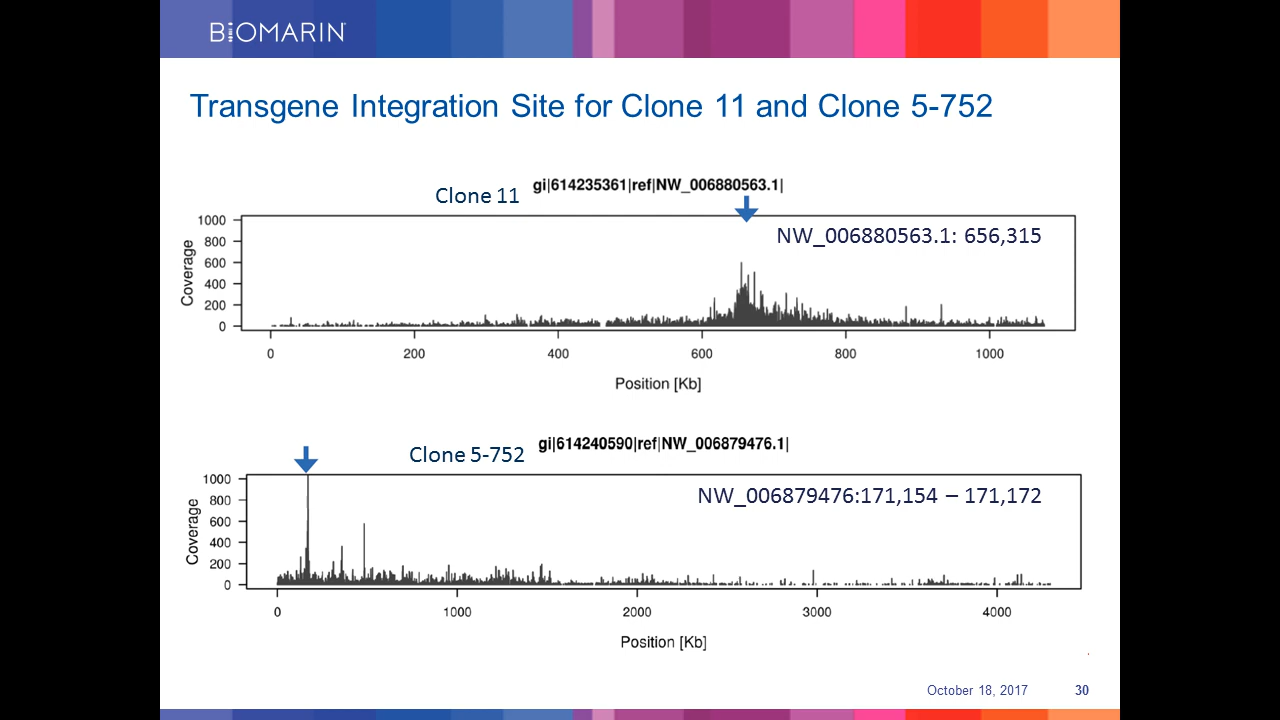 BIOMARIN
Transgene Integration Site for Clone 11 and Clone 5-752
Clone 11
gi|614235361|ref|NW_006880563.1|
NW_006880563.1: 656,315
Coverage
1000
800
600
400
200
0
0 200 400 600 800 1000
Position [Kb]
Clone 5-752
gi|614240590|ref|NW_006879476.1|
NW_006879476:171,154 – 171,172
Coverage
1000
800
600
400
200
0
0 1000 2000 3000 4000
Position [Kb]
October 18, 2017 30